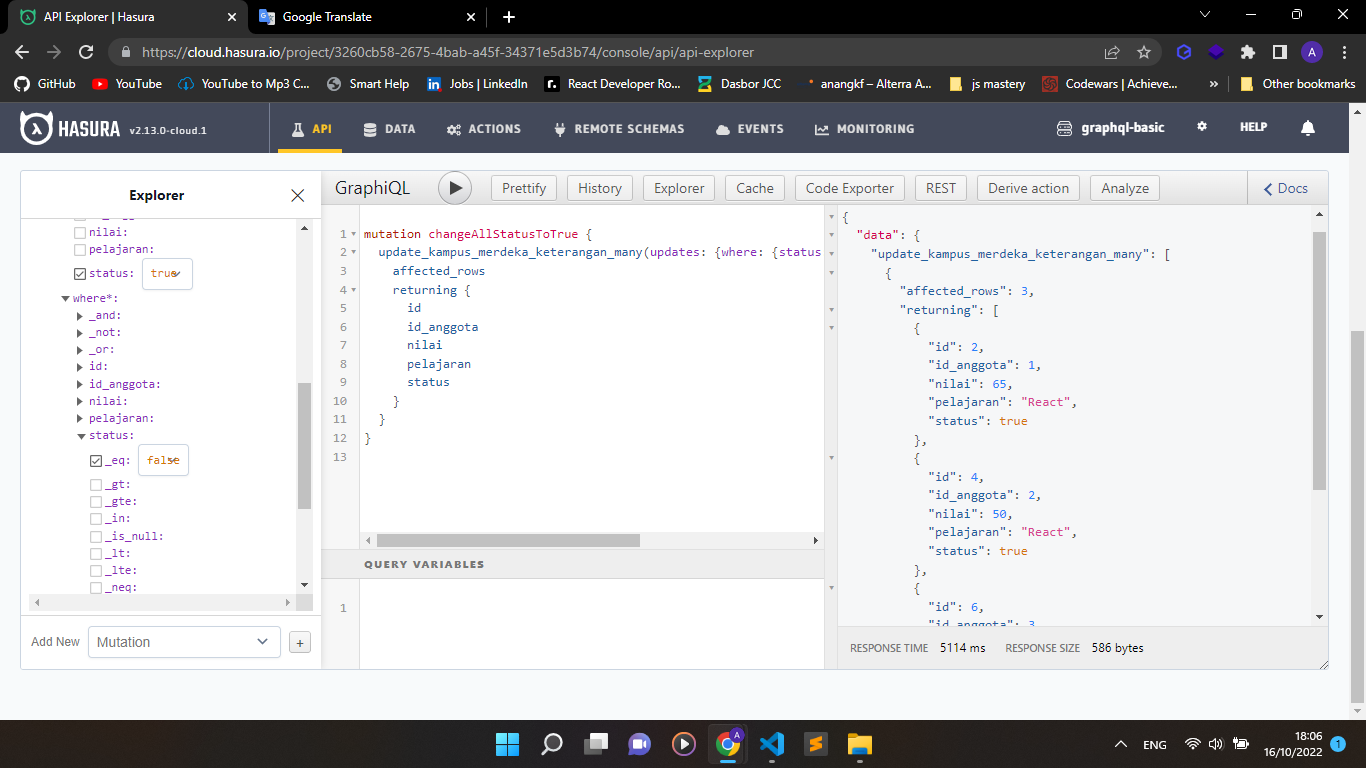 API Explorer | Hasura
Google Translate
https://cloud.hasura.io/project/3260cb58-2675-4bab-a45f-34371e5d3b74/console/api/api-explorer
A
GitHub
YouTube
YouTube to Mp3 C...
Smart Help
Jobs | LinkedIn
React Developer Ro...
Dasbor JCC
anangkf – Alterra A...
js mastery
Codewars | Achieve...
»
Other bookmarks
HASURA v2.13.0-cloud.1
API
DATA
ACTIONS
REMOTE SCHEMAS
EVENTS
MONITORING
graphql-basic
HELP
Explorer
nilai:
pelajaran:
status: true
where*:
_and:
_not:
_or:
id:
id_anggota:
nilai:
pelajaran:
status:
_eq: false
_gt:
_gte:
_in:
_is_null:
_lt:
_lte:
_neq:
Add New Mutation +
GraphiQL
Prettify
History
Explorer
Cache
Code Exporter
REST
Derive action
Analyze
Docs
1 mutation changeAllStatusToTrue {
2 update_kampus_merdeka_keterangan_many(updates: {where: {status
3 affected_rows
4 returning {
5 id
6 id_anggota
7 nilai
8 pelajaran
9 status
10 }
11 }
12 }
13
QUERY VARIABLES
1
{
"data": {
"update_kampus_merdeka_keterangan_many": [
{
"affected_rows": 3,
"returning": [
{
"id": 2,
"id_anggota": 1,
"nilai": 65,
"pelajaran": "React",
"status": true
},
{
"id": 4,
"id_anggota": 2,
"nilai": 50,
"pelajaran": "React",
"status": true
},
{
"id": 6,
"id_anggota": 3,
RESPONSE TIME 5114 ms RESPONSE SIZE 586 bytes
A
ENG
18:06
16/10/2022
1